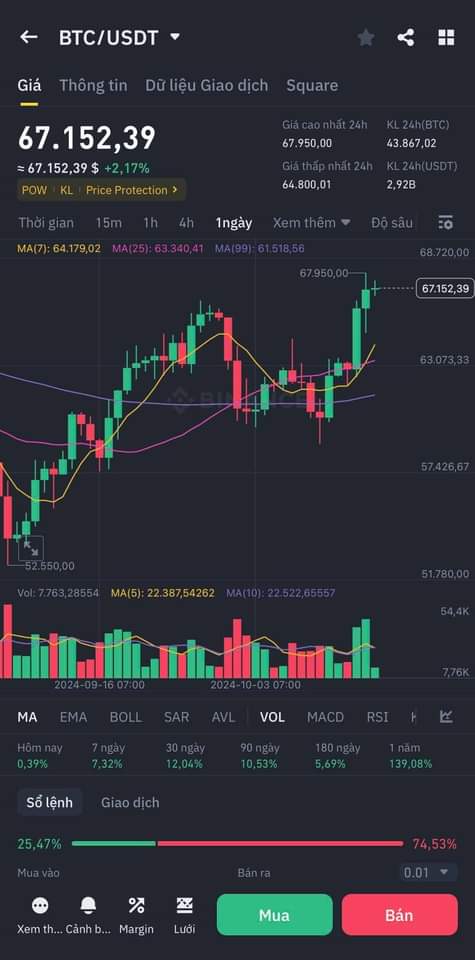 BTC/USDT
Giá Thông tin Dữ liệu Giao dịch Square
67.152,39
≈ 67.152,39 $ +2,17%
POW KL Price Protection >
Giá cao nhất 24h KL 24h(BTC)
67.950,00 43.867,02
Giá thấp nhất 24h KL 24h(USDT)
64.800,01 2,92B
Thời gian 15m 1h 4h 1ngày Xem thêm Độ sâu
MA(7): 64.179,02 MA(25): 63.340,41 MA(99): 61.518,56
68.720,00
67.950,00
67.152,39
63.073,33
BINANCE
57.426,67
52.550,00
51.780,00
Vol: 7.763,28554 MA(5): 22.387,54262 MA(10): 22.522,65557
54,4K
7,76K
2024-09-16 07:00 2024-10-03 07:00
MA EMA BOLL SAR AVL VOL MACD RSI
Hôm nay 7 ngày 30 ngày 90 ngày 180 ngày 1 năm
0,39% 7,32% 12,04% 10,53% 5,69% 139,08%
Sổ lệnh Giao dịch
25,47% 74,53%
Mua vào Bán ra 0.01
Xem th... Cảnh b... Margin Lưới Mua Bán